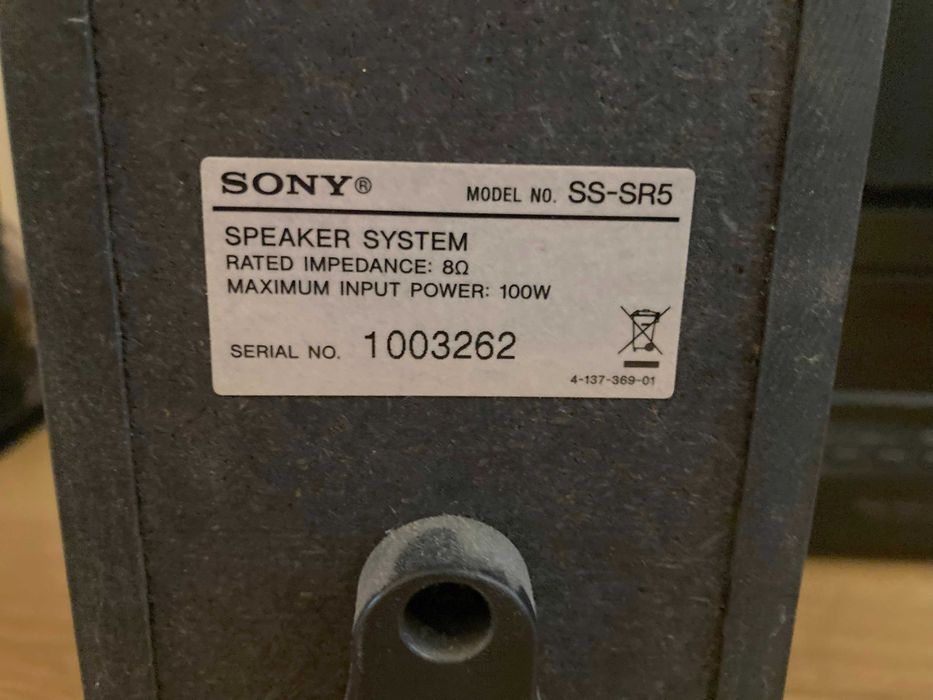 SONY® MODEL NO. SS-SR5
SPEAKER SYSTEM
RATED IMPEDANCE: 8Ω
MAXIMUM INPUT POWER: 100W
SERIAL NO. 1003262
4-137-369-01